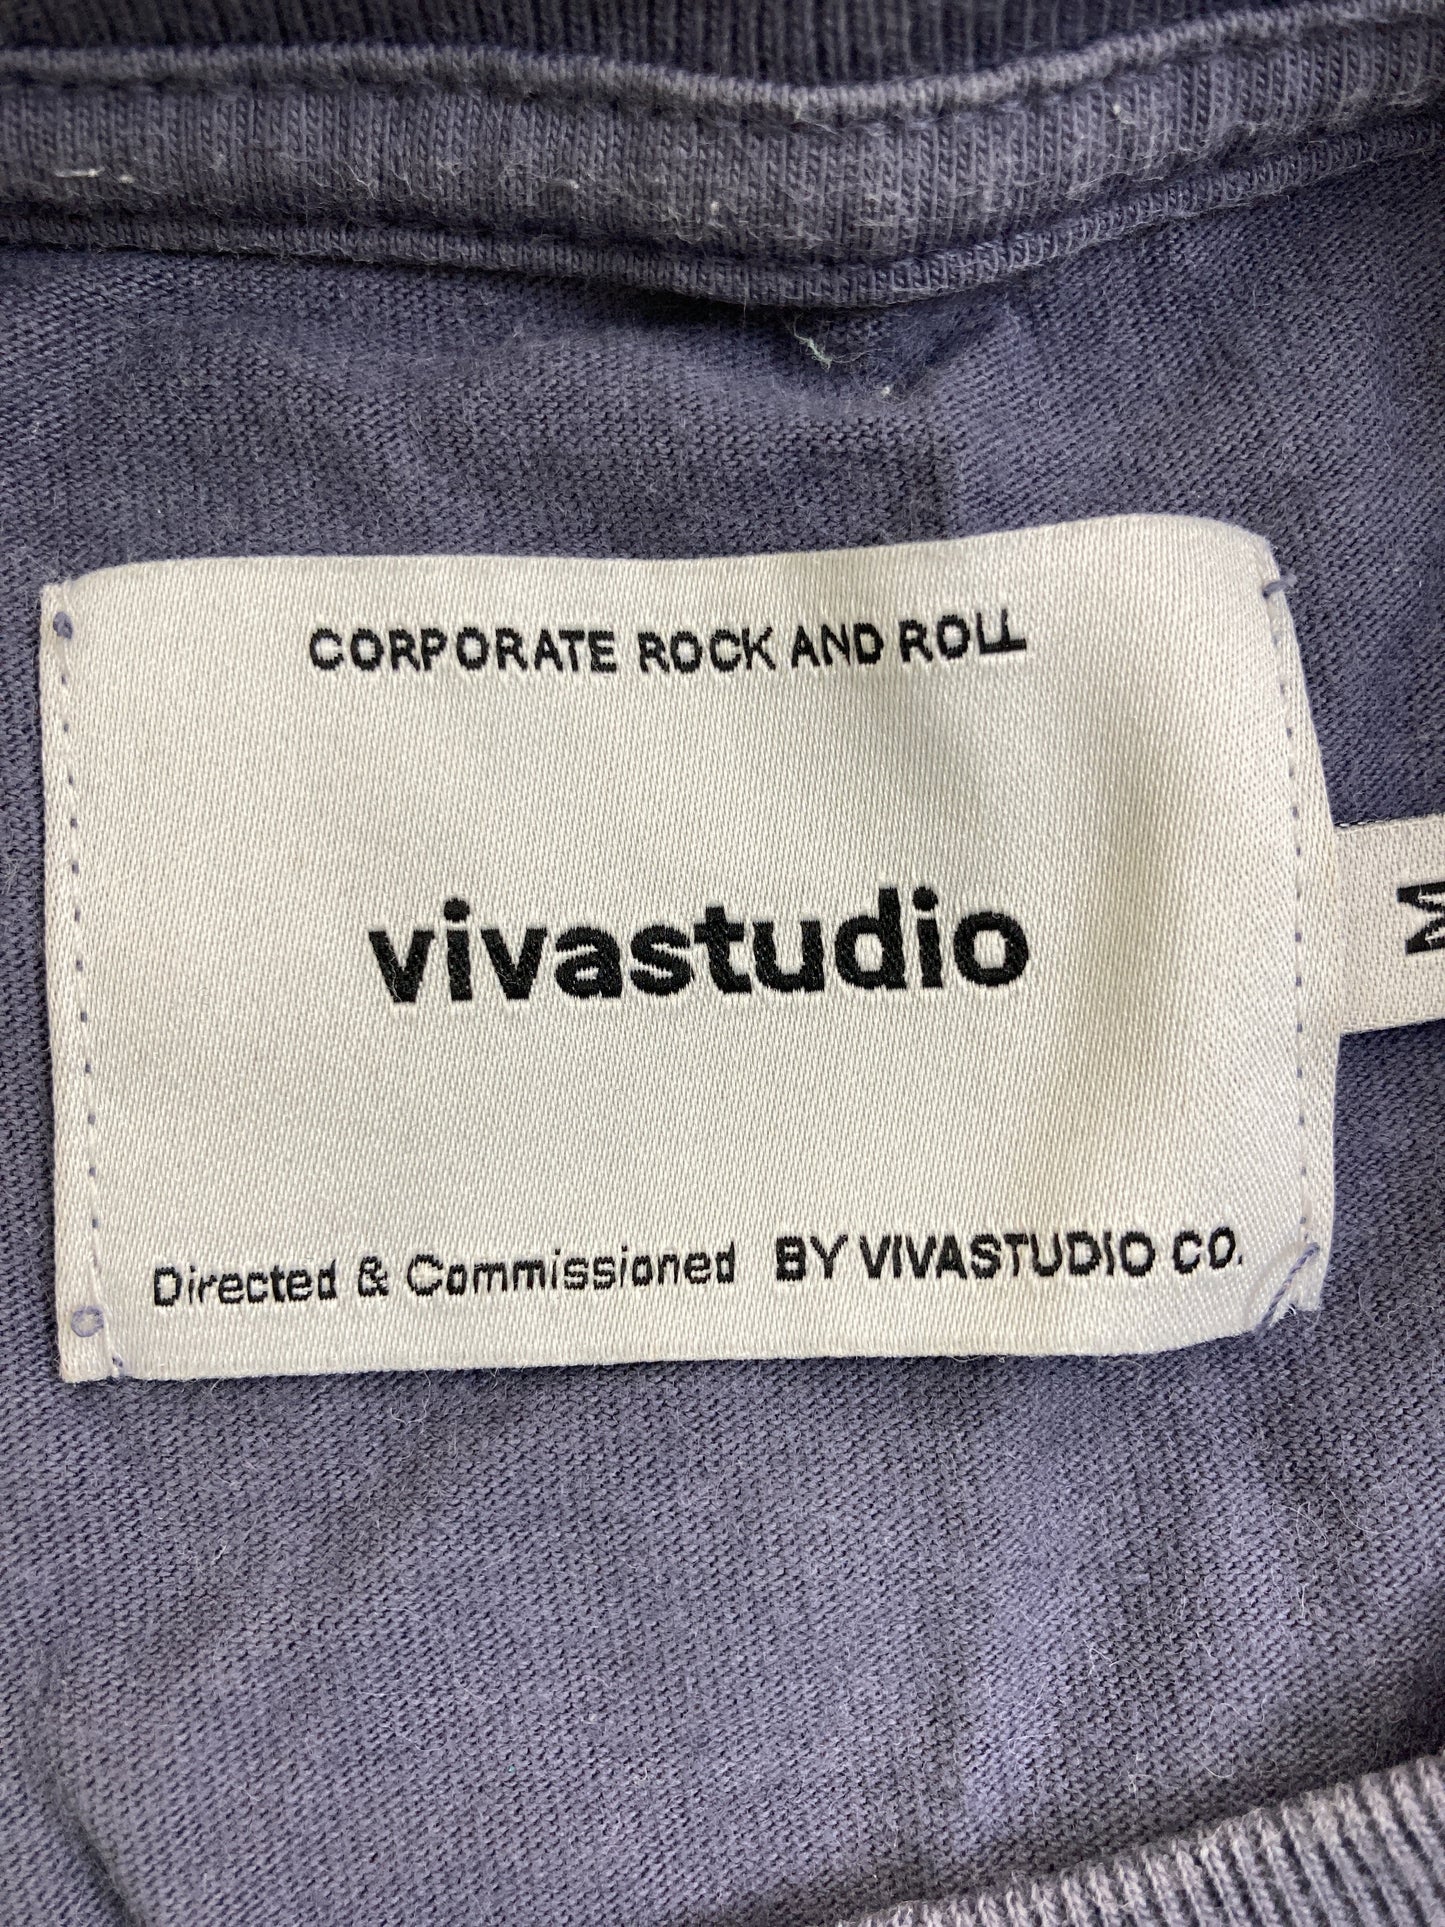 CORPORATE ROCK AND ROLL
vivastudio
M
Directed & Commissioned BY VIVASTUDIO CO.